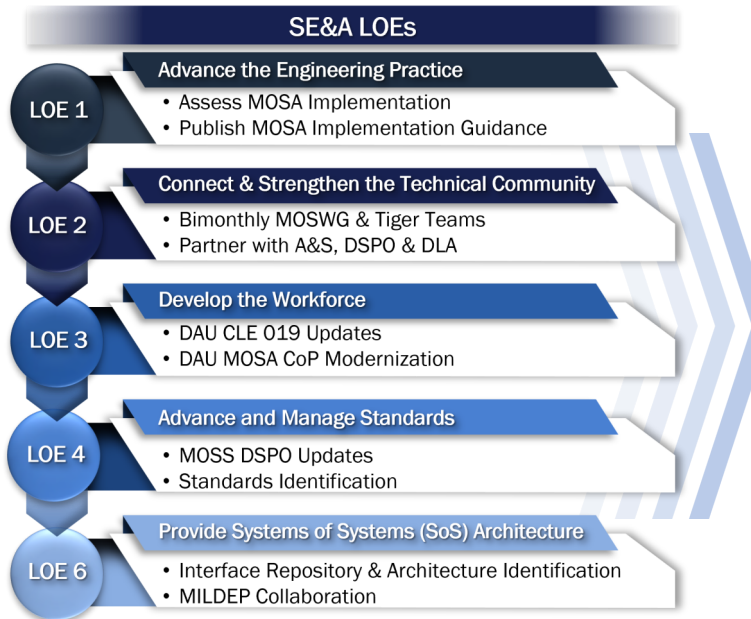 SE&A LOEs
LOE 1
Advance the Engineering Practice
• Assess MOSA Implementation
• Publish MOSA Implementation Guidance
LOE 2
Connect & Strengthen the Technical Community
• Bimonthly MOSWG & Tiger Teams
• Partner with A&S, DSPO & DLA
LOE 3
Develop the Workforce
• DAU CLE 019 Updates
• DAU MOSA CoP Modernization
LOE 4
Advance and Manage Standards
• MOSS DSPO Updates
• Standards Identification
LOE 6
Provide Systems of Systems (SoS) Architecture
• Interface Repository & Architecture Identification
• MILDEP Collaboration